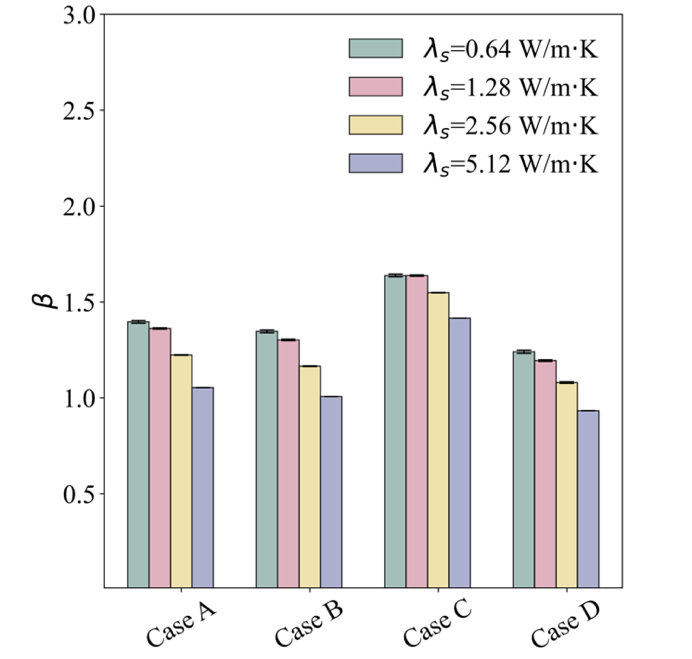 3.0
2.5
2.0
1.5
1.0
0.5
β
λs=0.64 W/m·K
λs=1.28 W/m·K
λs=2.56 W/m·K
λs=5.12 W/m·K
Case A
Case B
Case C
Case D